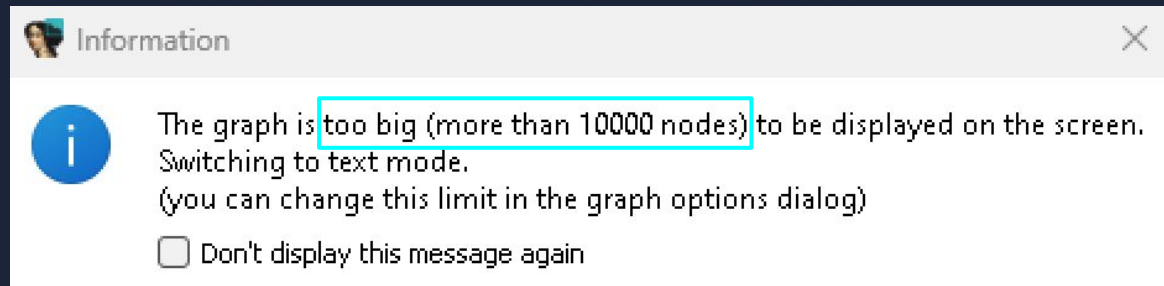 Information
The graph is too big (more than 10000 nodes) to be displayed on the screen.
Switching to text mode.
(you can change this limit in the graph options dialog)
Don't display this message again